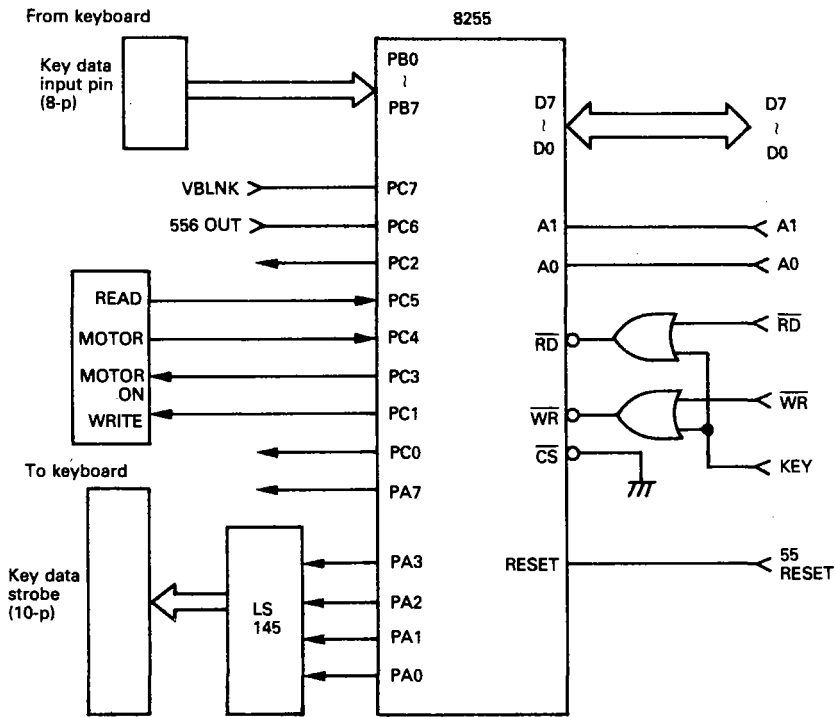 From keyboard
8255
Key data
input pin
(8-p)
PB0
~
PB7
D7
~
D0
D7
~
D0
VBLNK
PC7
556 OUT
PC6
A1
A1
PC2
A0
A0
READ
PC5
MOTOR
PC4
RD
RD
MOTOR
ON
PC3
WRITE
PC1
WR
WR
PC0
CS
To keyboard
PA7
KEY
Key data
strobe
(10-p)
LS
145
PA3
RESET
55
RESET
PA2
PA1
PA0